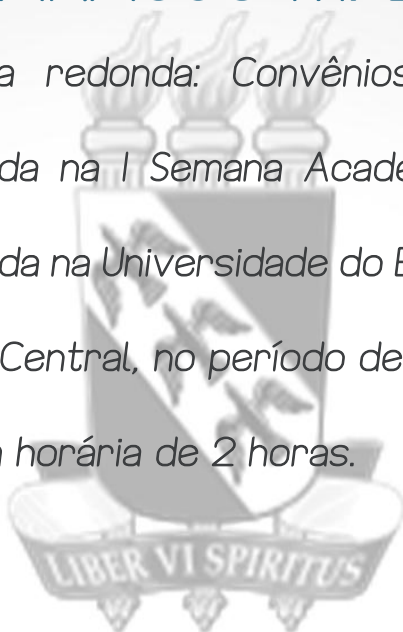 a redonda: Convênios
da na I Semana Acade
da na Universidade do E
Central, no período de
a horária de 2 horas.
LIBER VI SPIRITUS